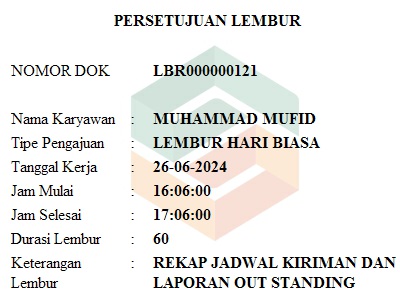 PERSETUJUAN LEMBUR
NOMOR DOK LBR000000121
Nama Karyawan : MUHAMMAD MUFID
Tipe Pengajuan : LEMBUR HARI BIASA
Tanggal Kerja : 26-06-2024
Jam Mulai : 16:06:00
Jam Selesai : 17:06:00
Durasi Lembur : 60
Keterangan : REKAP JADWAL KIRIMAN DAN
Lembur LAPORAN OUT STANDING